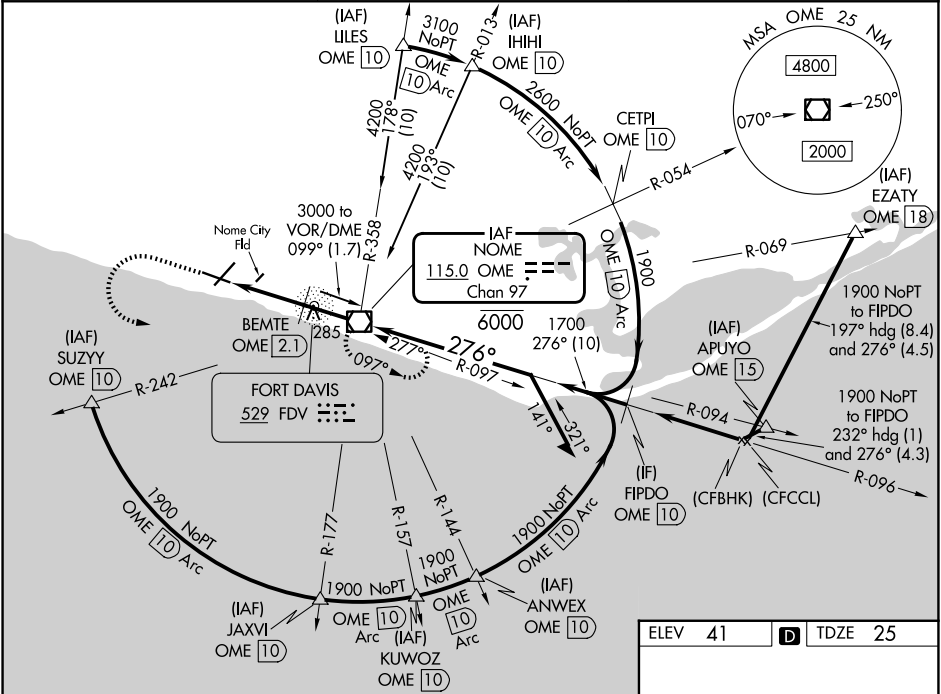 (IAF)
LILES
OME 10
3100
NoPT
OME
10 Arc
R-013
(IAF)
IHIHI
OME 10
2600 NoPT
OME 10 Arc
CETPI
OME 10
R-054
MSA OME 25 NM
4800
070°
250°
2000
(IAF)
EZATY
OME 18
R-069
4200
178°
(10)
4200
193°
(10)
R-358
3000 to
VOR/DME
099° (1.7)
Nome City
Fld
IAF
NOME
115.0 OME
Chan 97
6000
1900
OME 10 Arc
1900 NoPT
to FIPDO
197° hdg (8.4)
and 276° (4.5)
1700
276° (10)
(IAF)
APUYO
OME 15
BEMTE
OME 2.1
285
276°
277°
R-097
097°
(IAF)
SUZYY
OME 10
R-242
FORT DAVIS
529 FDV
141°
321°
R-094
1900 NoPT
to FIPDO
232° hdg (1)
and 276° (4.3)
R-096
(IF)
FIPDO
OME 10
(CFBHK)
(CFCCL)
1900 NoPT
OME 10 Arc
R-177
R-157
R-144
1900 NoPT
OME 10 Arc
1900 NoPT
OME 10
Arc
1900
NoPT
OME
10
Arc
(IAF)
JAXVI
OME 10
(IAF)
KUWOZ
OME 10
(IAF)
ANWEX
OME 10
ELEV 41
D
TDZE 25